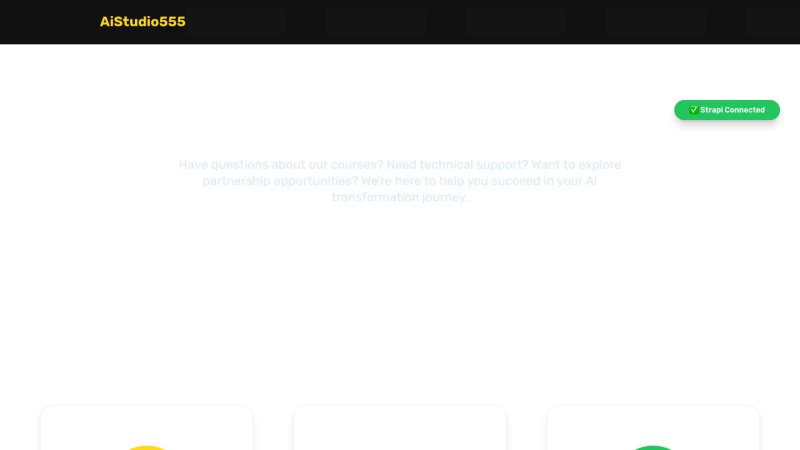 AiStudio555
✅ Strapi Connected
Have questions about our courses? Need technical support? Want to explore
partnership opportunities? We're here to help you succeed in your AI
transformation journey.